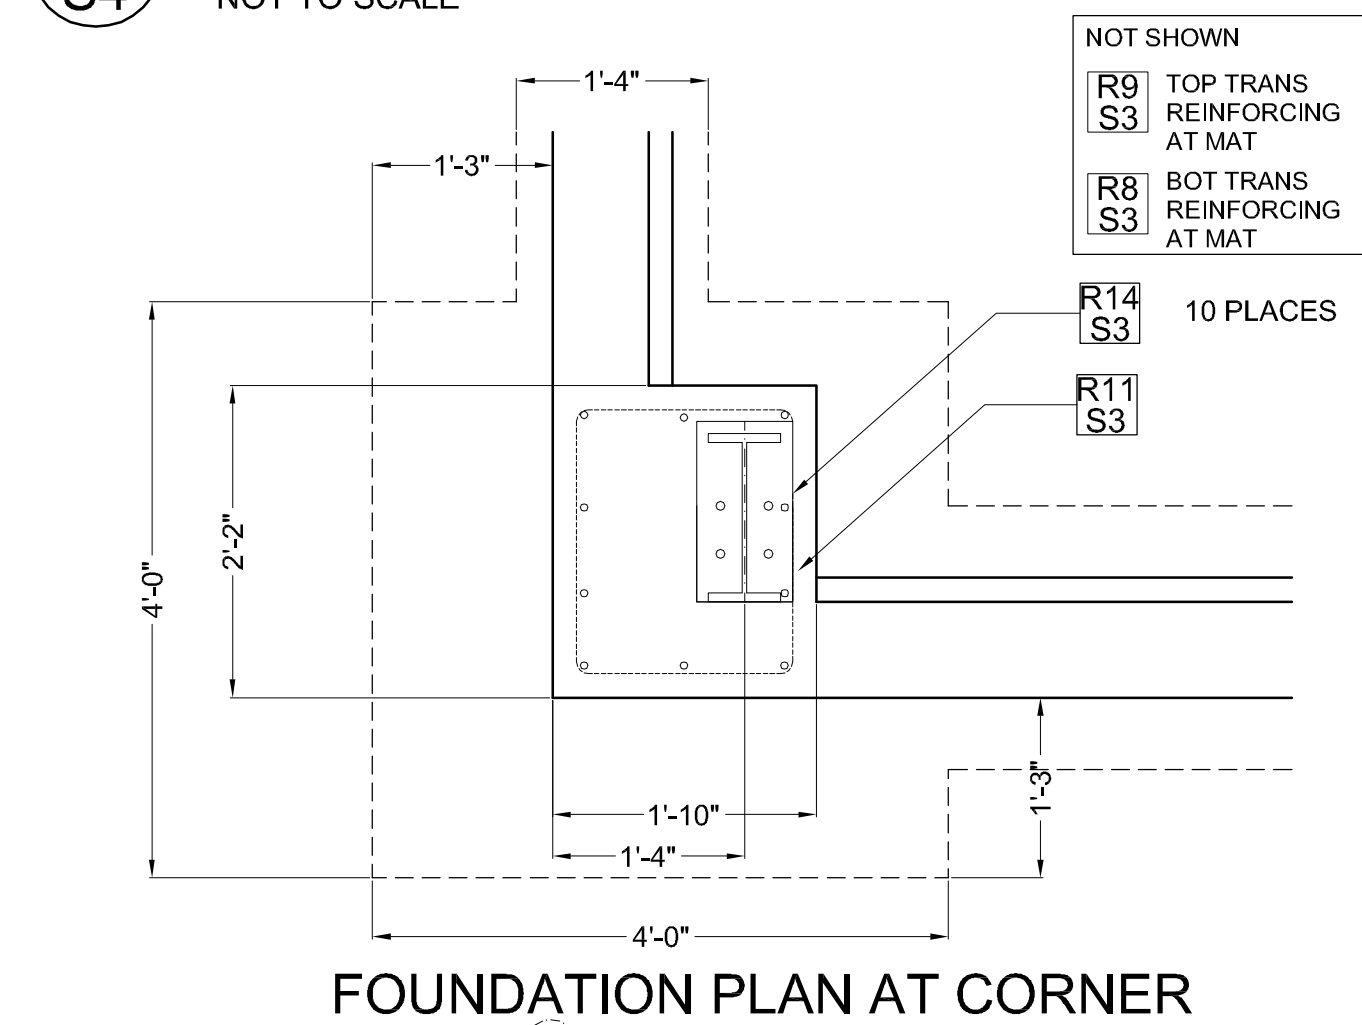 S4
NOT TO SCALE
NOT SHOWN
R9
S3
TOP TRANS
REINFORCING
AT MAT
R8
S3
BOT TRANS
REINFORCING
AT MAT
1'-4"
1'-3"
R14
S3
10 PLACES
R11
S3
2'-2"
4'-0"
1'-3"
1'-10"
1'-4"
4'-0"
FOUNDATION PLAN AT CORNER